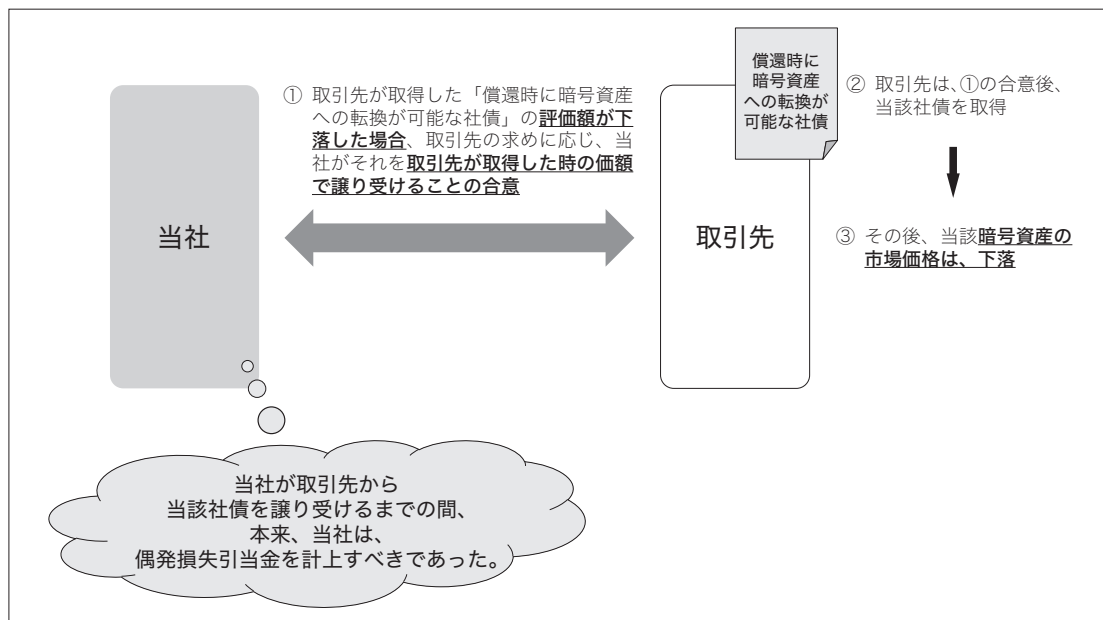 償還時に
暗号資産
への転換が
可能な社債
① 取引先が取得した「償還時に暗号資産
への転換が可能な社債」の評価額が下
落した場合、取引先の求めに応じ、当
社がそれを取引先が取得した時の価額
で譲り受けることの合意
② 取引先は、①の合意後、
当該社債を取得
当社
取引先
③ その後、当該暗号資産の
市場価格は、下落
当社が取引先から
当該社債を譲り受けるまでの間、
本来、当社は、
偶発損失引当金を計上すべきであった。